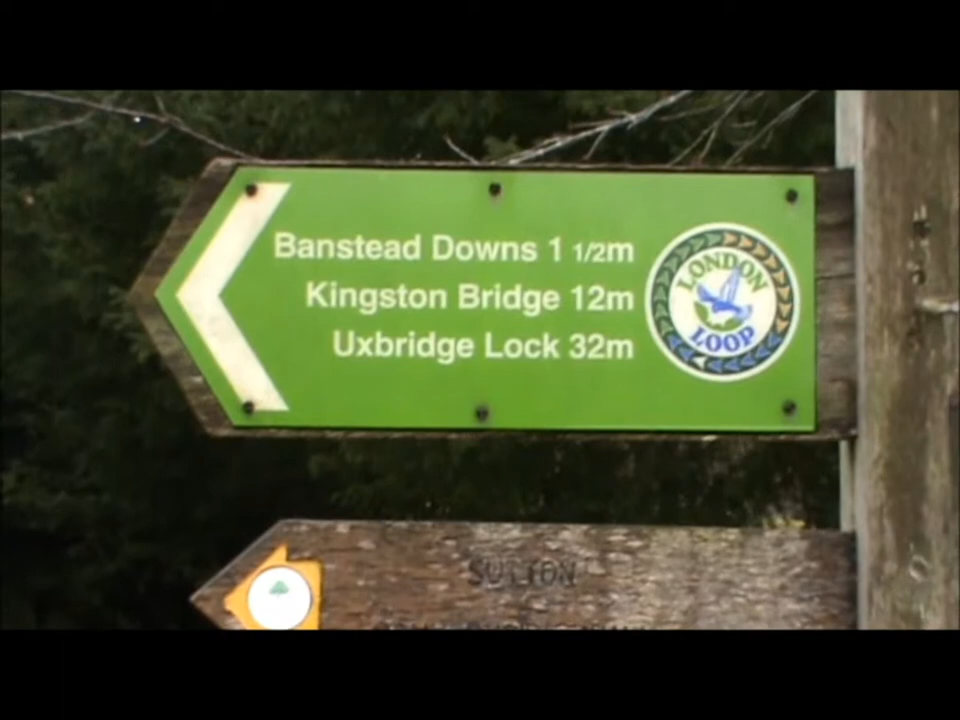 Banstead Downs 1 1/2m
Kingston Bridge 12m
Uxbridge Lock 32m
LONDON
LOOP
SUTTON